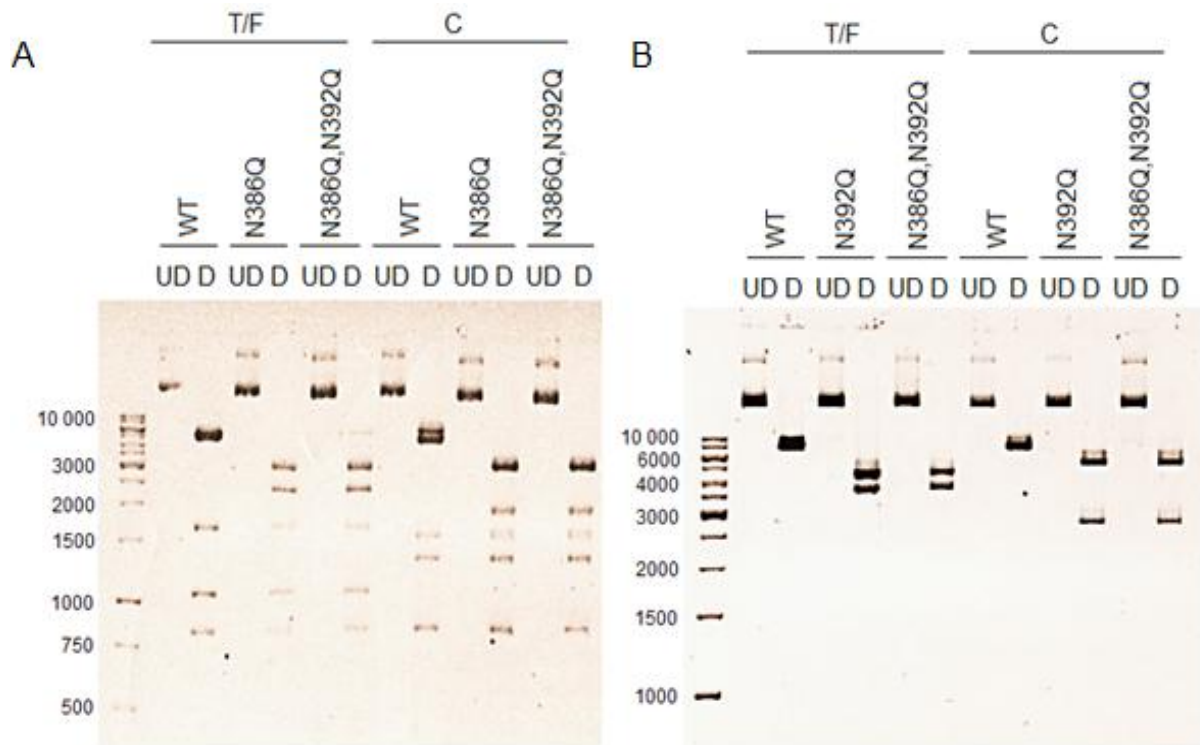 A
T/F C
WT N386Q N386Q,N392Q WT N386Q N386Q,N392Q
UD D UD D UD D UD D UD D UD D
10 000
3000
2000
1500
1000
750
500
B
T/F C
WT N392Q N386Q,N392Q WT N392Q N386Q,N392Q
UD D UD D UD D UD D UD D UD D
10 000
6000
4000
3000
2000
1500
1000